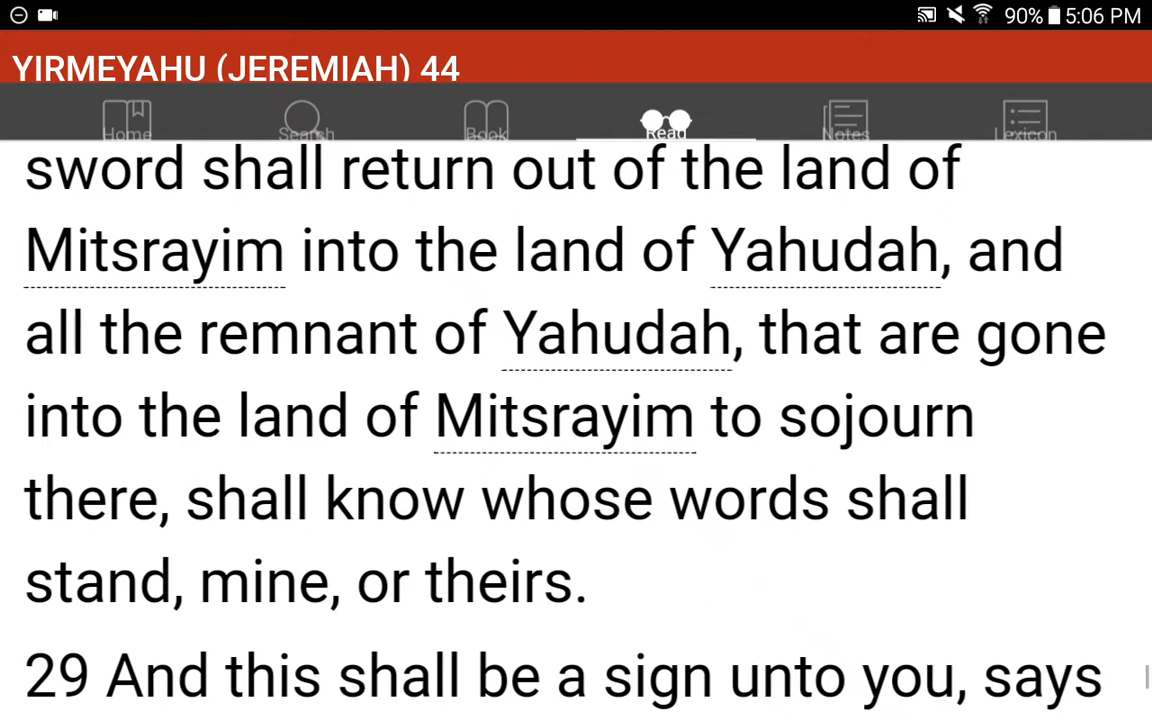 90% 5:06 PM
YIRMEYAHU (JEREMIAH) 44
Home Search Book Read Notes Lexicon
sword shall return out of the land of
Mitsrayim into the land of Yahudah, and
all the remnant of Yahudah, that are gone
into the land of Mitsrayim to sojourn
there, shall know whose words shall
stand, mine, or theirs.
29 And this shall be a sign unto you, says